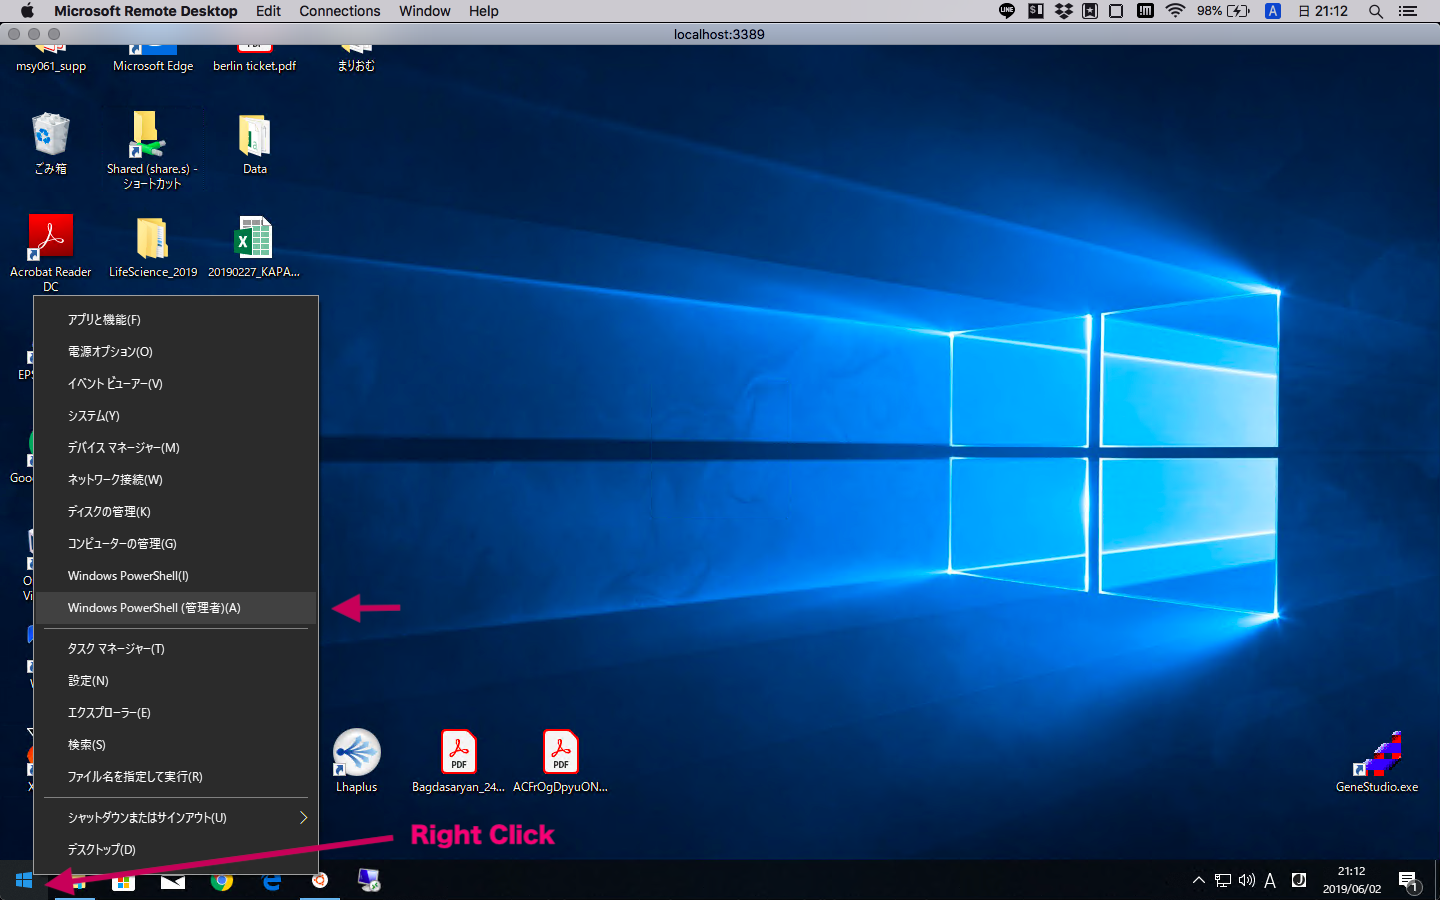 Microsoft Remote Desktop Edit Connections Window Help 98% A 日 21:12
localhost:3389
msy061_supp Microsoft Edge berlin ticket.pdf まりおむ
ごみ箱 Shared (share.s) - Data
ショートカット
Acrobat Reader LifeScience_2019 20190227_KAPA...
DC
アプリと機能(F)
電源オプション(O)
イベント ビューアー(V)
システム(Y)
デバイス マネージャー(M)
ネットワーク接続(W)
ディスクの管理(K)
コンピューターの管理(G)
Windows PowerShell(I)
Windows PowerShell (管理者)(A)
タスク マネージャー(T)
設定(N)
エクスプローラー(E)
検索(S)
ファイル名を指定して実行(R)
シャットダウンまたはサインアウト(U)
デスクトップ(D)
Lhaplus Bagdasaryan_24... ACFrOgDpyuON... GeneStudio.exe
PDF PDF
Right Click
A 21:12
2019/06/02
1